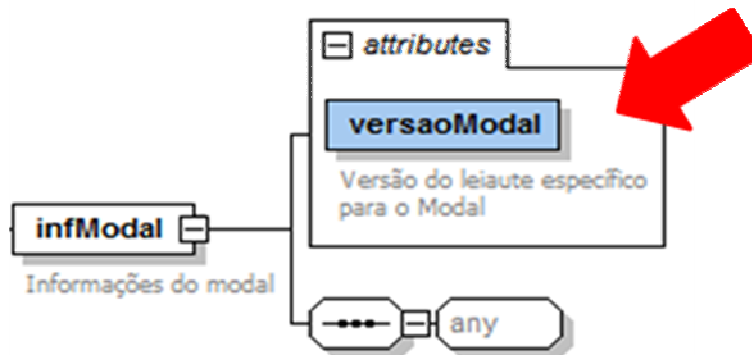 attributes
versaoModal
Versão do leiaute específico
para o Modal
infModal
Informações do modal
any